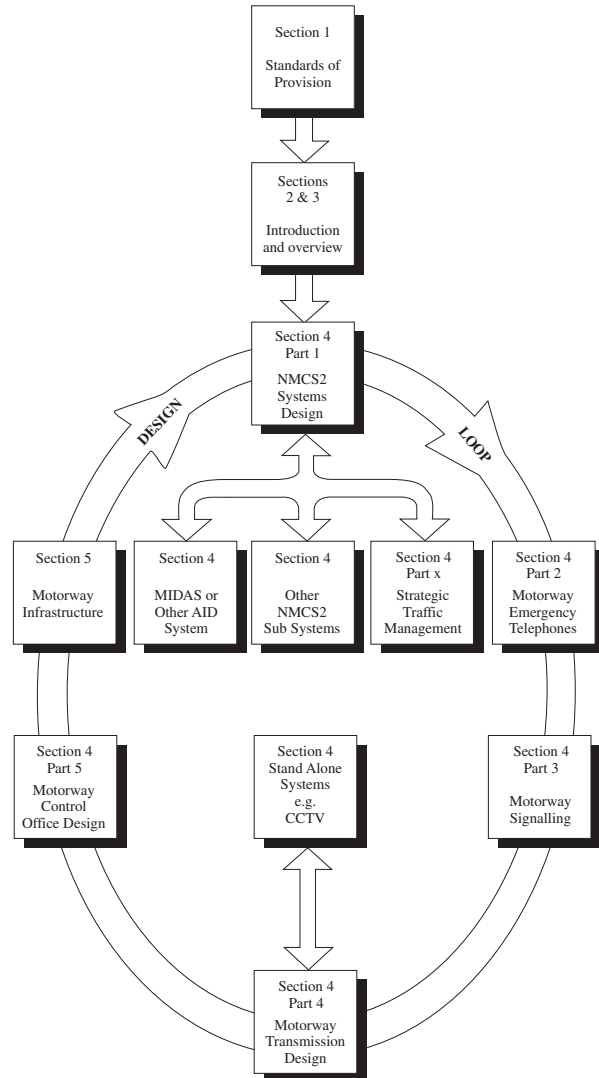 Section 1
Standards of
Provision
Sections
2 & 3
Introduction
and overview
Section 4
Part 1
NMCS2
Systems
Design
DESIGN
LOOP
Section 5
Motorway
Infrastructure
Section 4
MIDAS or
Other AID
System
Section 4
Other
NMCS2
Sub Systems
Section 4
Part x
Strategic
Traffic
Management
Section 4
Part 2
Motorway
Emergency
Telephones
Section 4
Part 5
Motorway
Control
Office Design
Section 4
Stand Alone
Systems
e.g.
CCTV
Section 4
Part 3
Motorway
Signalling
Section 4
Part 4
Motorway
Transmission
Design